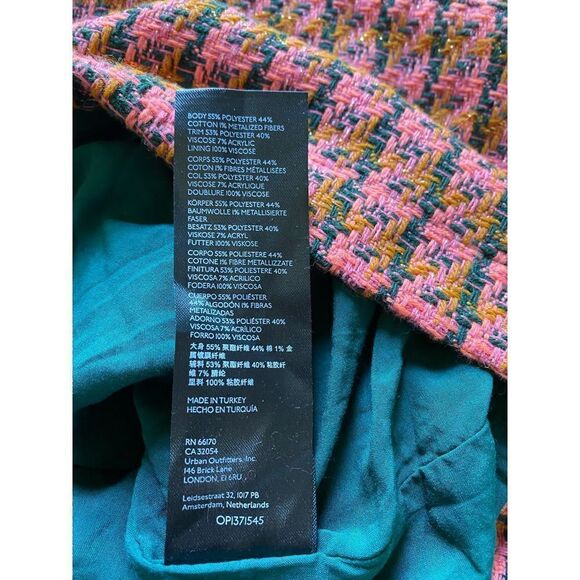 BODY 55% POLYESTER 44%
COTTON 1% METALIZED FIBERS
TRIM 53% POLYESTER 40%
VISCOSE 7% ACRYLIC
LINING 100% VISCOSE
CORPS 55% POLYESTER 44%
COTON 1% FIBRES MÉTALLISÉES
COL 53% POLYESTER 40%
VISCOSE 7% ACRYLIQUE
DOUBLURE 100% VISCOSE
KÖRPER 55% POLYESTER 44%
BAUMWOLLE 1% METALLISIERTE
FASER
BESATZ 53% POLYESTER 40%
VISKOSE 7% ACRYL
FUTTER 100% VISKOSE
CORPO 55% POLIESTERE 44%
COTONE 1% FIBRE METALLIZZATE
FINITURA 53% POLIESTERE 40%
VISCOSA 7% ACRILICO
FODERA 100% VISCOSE
CUERPO 55% POLIÉSTER
44% ALGODÓN 1% FIBRAS
METALIZADAS
ADORNO 53% POLIÉSTER 40%
VISCOSA 7% ACRÍLICO
FORRO 100% VISCOSE
大身 55% 聚酯纤维 44% 棉 1% 金
属镀膜纤维
辅料 53% 聚酯纤维 40% 粘胶纤
维 7% 腈纶
里料 100% 粘胶纤维
MADE IN TURKEY
HECHO EN TURQUÍA
RN 66170
CA 32054
Urban Outfitters, Inc.
146 Brick Lane
LONDON, E1 6RU
Leidsestraat 32, 1017 PB
Amsterdam, Netherlands
OP1371545